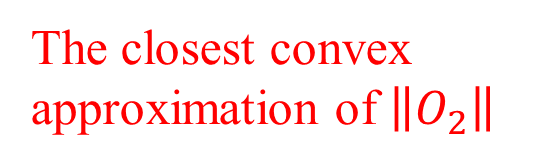 The closest convex
approximation of ‖𝑂₂‖